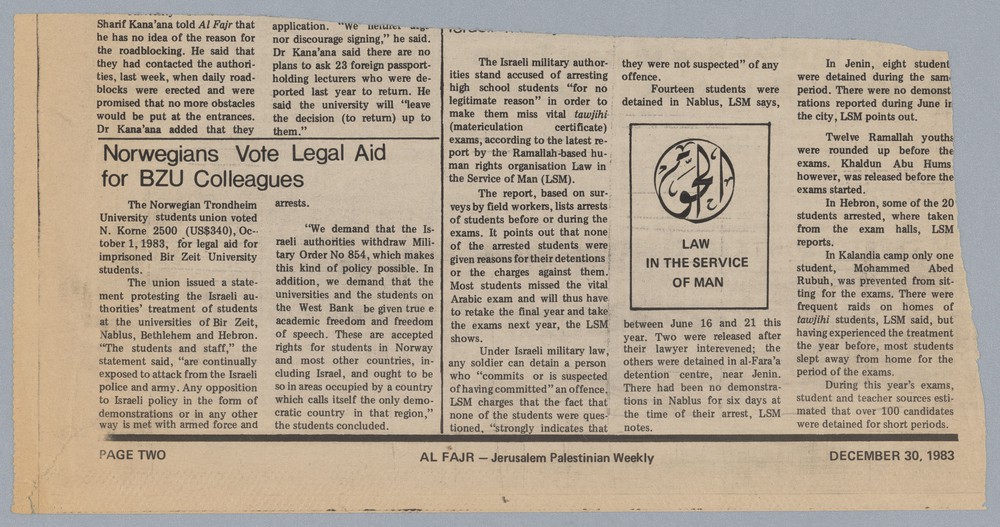 Sharif Kana'ana told Al Fajr that
he has no idea of the reason for
the roadblocking. He said that
they had contacted the authori-
ties, last week, when daily road-
blocks were erected and were
promised that no more obstacles
would be put at the entrances.
Dr Kana'ana added that they
application. "We neither
nor discourage signing," he said.
Dr Kana'ana said there are no
plans to ask 23 foreign passport-
holding lecturers who were de-
ported last year to return. He
said the university will "leave
the decision (to return) up to
them."
Norwegians Vote Legal Aid
for BZU Colleagues
The Norwegian Trondheim
University students union voted
N. Korne 2500 (US$340), Oc-
tober 1, 1983, for legal aid for
imprisoned Bir Zeit University
students.
The union issued a state-
ment protesting the Israeli au-
thorities' treatment of students
at the universities of Bir Zeit,
Nablus, Bethlehem and Hebron.
"The students and staff," the
statement said, "are continually
exposed to attack from the Israeli
police and army. Any opposition
to Israeli policy in the form of
demonstrations or in any other
way is met with armed force and
arrests.
"We demand that the Is-
raeli authorities withdraw Mili-
tary Order No 854, which makes
this kind of policy possible. In
addition, we demand that the
universities and the students on
the West Bank be given true e
academic freedom and freedom
of speech. These are accepted
rights for students in Norway
and most other countries, in-
cluding Israel, and ought to be
so in areas occupied by a country
which calls itself the only demo-
cratic country in that region,"
the students concluded.
The Israeli military author-
ities stand accused of arresting
high school students "for no
legitimate reason" in order to
make them miss vital tawjihi
(matericulation certificate)
exams, according to the latest re-
port by the Ramallah-based hu-
man rights organisation Law in
the Service of Man (LSM).
The report, based on sur-
veys by field workers, lists arrests
of students before or during the
exams. It points out that none
of the arrested students were
given reasons for their detentions
or the charges against them.
Most students missed the vital
Arabic exam and will thus have
to retake the final year and take
the exams next year, the LSM
shows.
Under Israeli military law,
any soldier can detain a person
who "commits or is suspected
of having committed" an offence.
LSM charges that the fact that
none of the students were ques-
tioned, "strongly indicates that
they were not suspected" of any
offence.
Fourteen students were
detained in Nablus, LSM says,
الحق
LAW
IN THE SERVICE
OF MAN
between June 16 and 21 this
year. Two were released after
their lawyer interevened; the
others were detained in al-Fara'a
detention centre, near Jenin.
There had been no demonstra-
tions in Nablus for six days at
the time of their arrest, LSM
notes.
In Jenin, eight student
were detained during the sam
period. There were no demonst
rations reported during June in
the city, LSM points out.
Twelve Ramallah youths
were rounded up before the
exams. Khaldun Abu Hums
however, was released before the
exams started.
In Hebron, some of the 20
students arrested, where taken
from the exam halls, LSM
reports.
In Kalandia camp only one
student, Mohammed Abed
Rubuh, was prevented from sit-
ting for the exams. There were
frequent raids on homes of
tawjihi students, LSM said, but
having experienced the treatment
the year before, most students
slept away from home for the
period of the exams.
During this year's exams,
student and teacher sources esti-
mated that over 100 candidates
were detained for short periods.
PAGE TWO
AL FAJR — Jerusalem Palestinian Weekly
DECEMBER 30, 1983